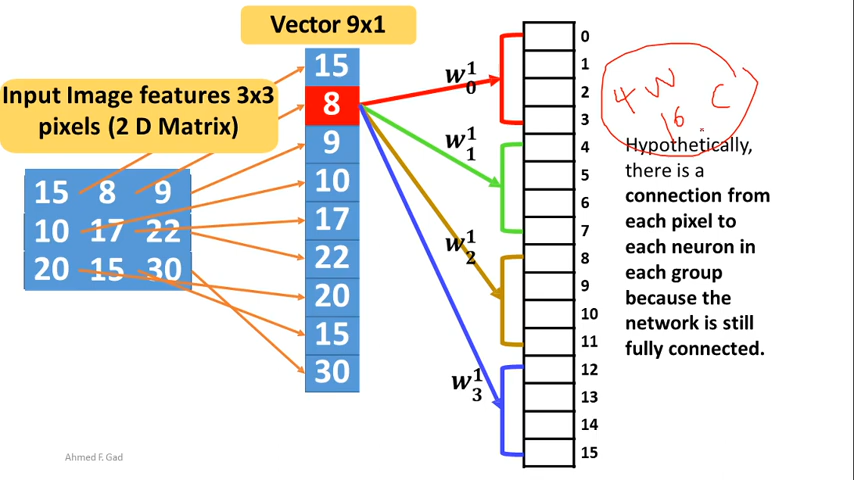 Vector 9x1
Input Image features 3x3
pixels (2 D Matrix)
15 8 9
10 17 22
20 15 30
15
8
9
10
17
22
20
15
30
w₀¹
w₁¹
w₂¹
w₃¹
0
1
2
3
4
5
6
7
8
9
10
11
12
13
14
15
4 W
16 C
Hypothetically,
there is a
connection from
each pixel to
each neuron in
each group
because the
network is still
fully connected.
Ahmed F. Gad